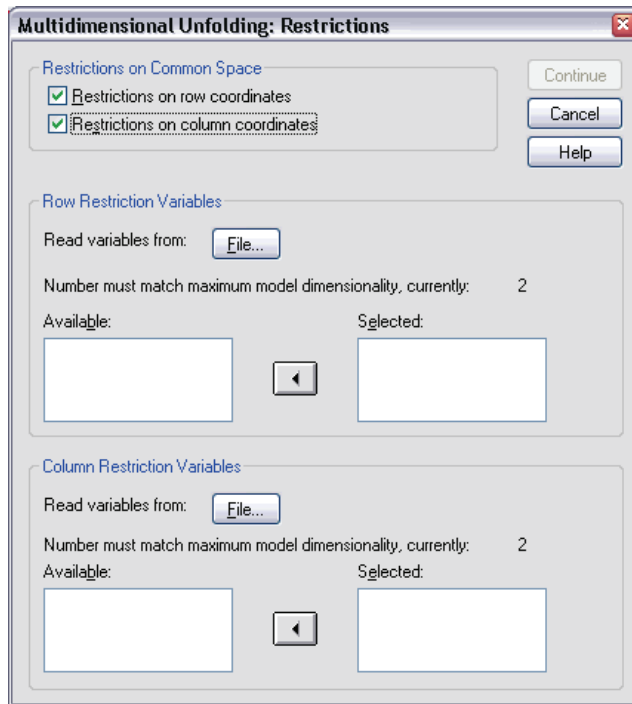 Multidimensional Unfolding: Restrictions
Restrictions on Common Space
Restrictions on row coordinates
Restrictions on column coordinates
Continue
Cancel
Help
Row Restriction Variables
Read variables from:
File...
Number must match maximum model dimensionality, currently: 2
Available:
Selected:
Column Restriction Variables
Read variables from:
File...
Number must match maximum model dimensionality, currently: 2
Available:
Selected: